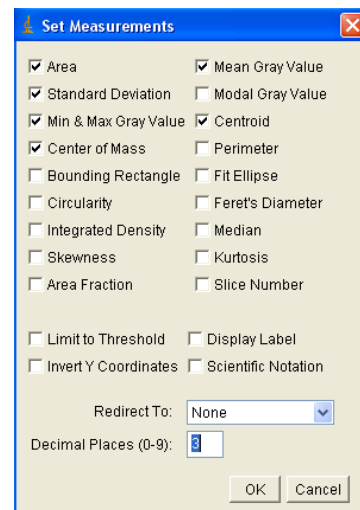 Set Measurements
Area Mean Gray Value
Standard Deviation Modal Gray Value
Min & Max Gray Value Centroid
Center of Mass Perimeter
Bounding Rectangle Fit Ellipse
Circularity Feret's Diameter
Integrated Density Median
Skewness Kurtosis
Area Fraction Slice Number
Limit to Threshold Display Label
Invert Y Coordinates Scientific Notation
Redirect To: None
Decimal Places (0-9): 3
OK Cancel